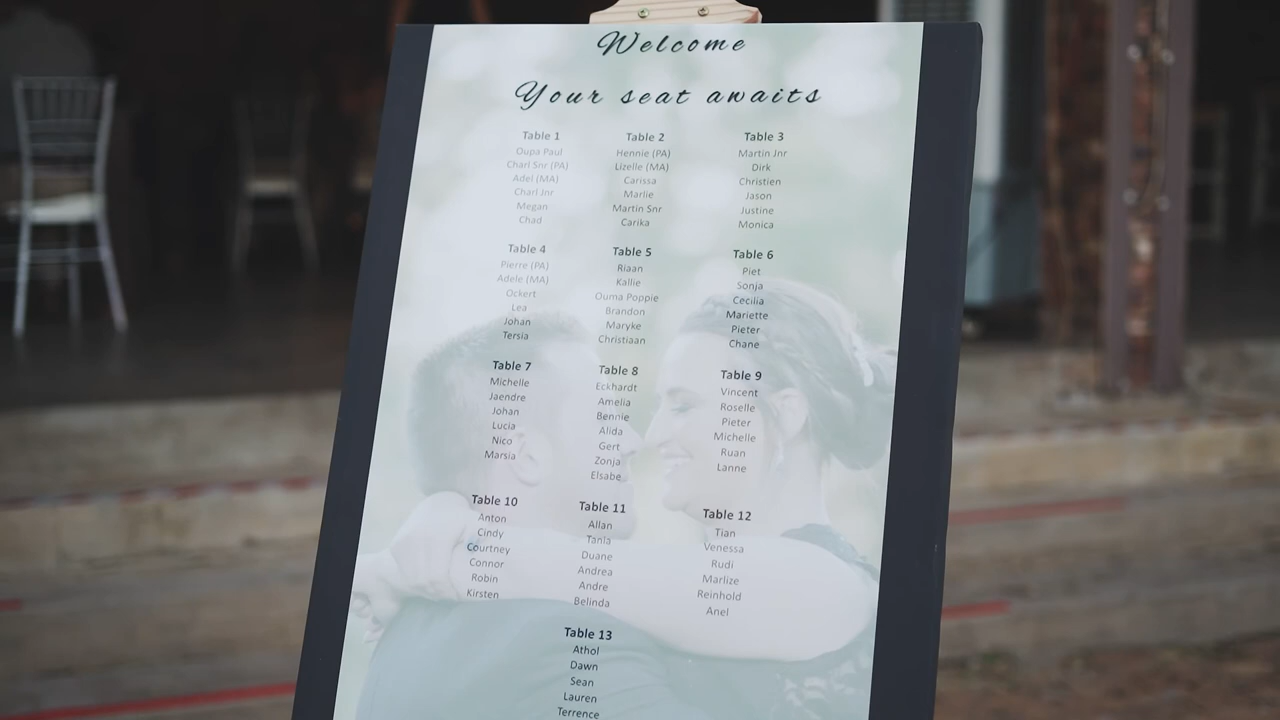 Welcome
Your seat awaits
Table 1
Oupa Paul
Charl Snr (PA)
Adel (MA)
Charl Jnr
Megan
Chad
Table 2
Hennie (PA)
Lizelle (MA)
Carissa
Marlie
Martin Snr
Carika
Table 3
Martin Jnr
Dirk
Christien
Jason
Justine
Monica
Table 4
Pierre (PA)
Adele (MA)
Ockert
Lea
Johan
Tersia
Table 5
Riaan
Kallie
Ouma Poppie
Brandon
Maryke
Christiaan
Table 6
Piet
Sonja
Cecilia
Mariette
Pieter
Chane
Table 7
Michelle
Jaendre
Johan
Lucia
Nico
Marsia
Table 8
Eckhardt
Amelia
Bennie
Alida
Gert
Zonja
Elsabe
Table 9
Vincent
Roselle
Pieter
Michelle
Ruan
Lanne
Table 10
Anton
Cindy
Courtney
Connor
Robin
Kirsten
Table 11
Allan
Tania
Duane
Andrea
Andre
Belinda
Table 12
Tian
Venessa
Rudi
Marlize
Reinhold
Anel
Table 13
Athol
Dawn
Sean
Lauren
Terrence